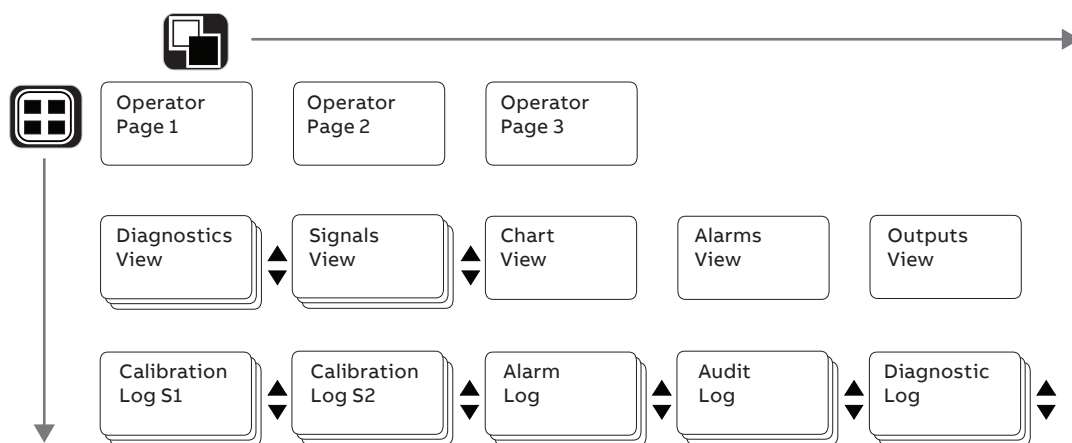 Operator
Page 1
Operator
Page 2
Operator
Page 3
Diagnostics
View
Signals
View
Chart
View
Alarms
View
Outputs
View
Calibration
Log S1
Calibration
Log S2
Alarm
Log
Audit
Log
Diagnostic
Log